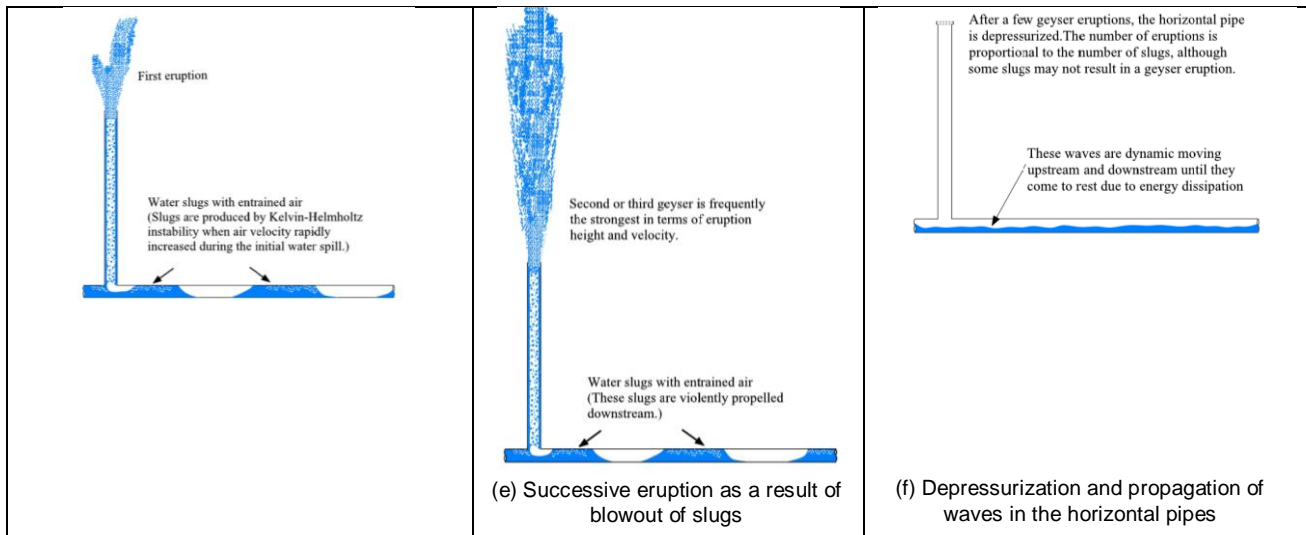 First eruption
Water slugs with entrained air
(Slugs are produced by Kelvin-Helmholtz
instability when air velocity rapidly
increased during the initial water spill.)
Second or third geyser is frequently
the strongest in terms of eruption
height and velocity.
Water slugs with entrained air
(These slugs are violently propelled
downstream.)
(e) Successive eruption as a result of
blowout of slugs
After a few geyser eruptions, the horizontal pipe
is depressurized.The number of eruptions is
proportional to the number of slugs, although
some slugs may not result in a geyser eruption.
These waves are dynamic moving
upstream and downstream until they
come to rest due to energy dissipation
(f) Depressurization and propagation of
waves in the horizontal pipes